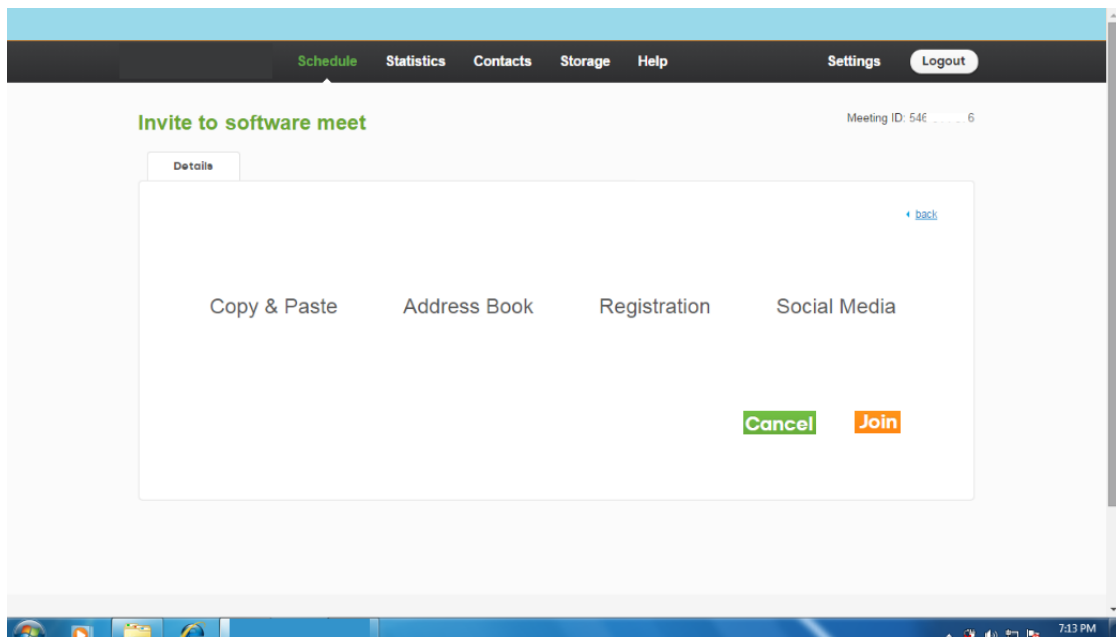 Schedule Statistics Contacts Storage Help Settings Logout
Invite to software meet
Meeting ID: 546 6
Details
back
Copy & Paste Address Book Registration Social Media
Cancel Join
7:13 PM